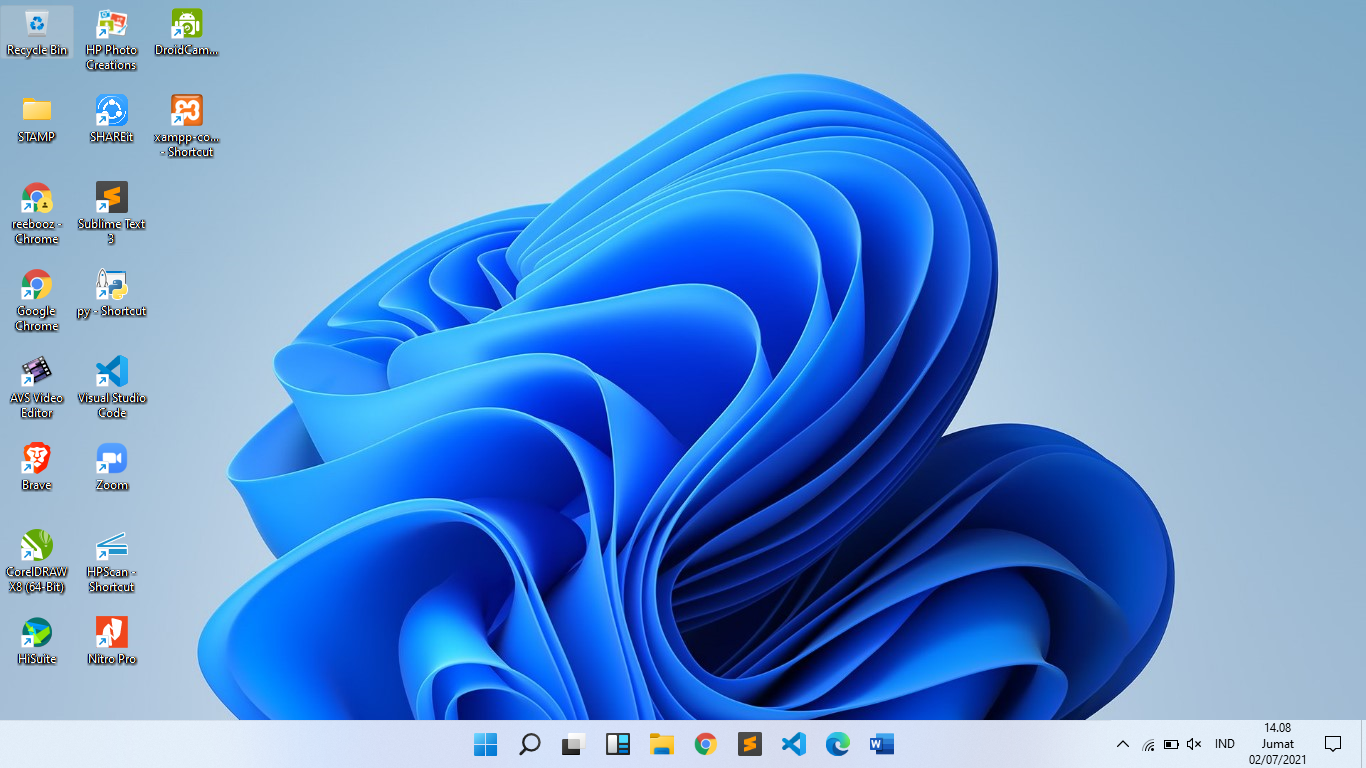 Recycle Bin
HP Photo
Creations
DroidCam...
STAMP
SHAREit
xampp-co...
- Shortcut
reebooz -
Chrome
Sublime Text
3
Google
Chrome
py - Shortcut
AVS Video
Editor
Visual Studio
Code
Brave
Zoom
CorelDRAW
X8 (64-Bit)
HPScan -
Shortcut
HiSuite
Nitro Pro
IND
14.08
Jumat
02/07/2021